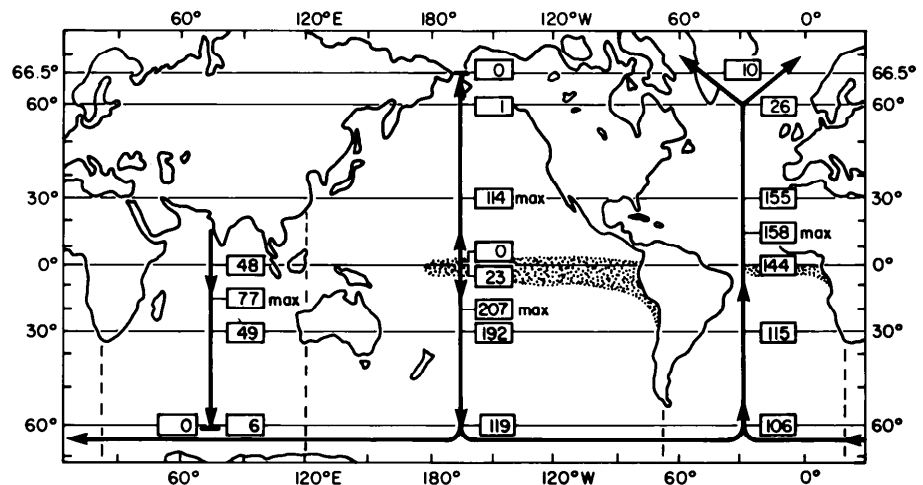 60° 120°E 180° 120°W 60° 0°
66.5° 0 10 66.5°
60° 1 26 60°
30° 114 max 155 30°
158 max
0
0° 48 144 0°
23
77 max
207 max
30° 49 192 115 30°
60° 0 6 119 106 60°
60° 120°E 180° 120°W 60° 0°